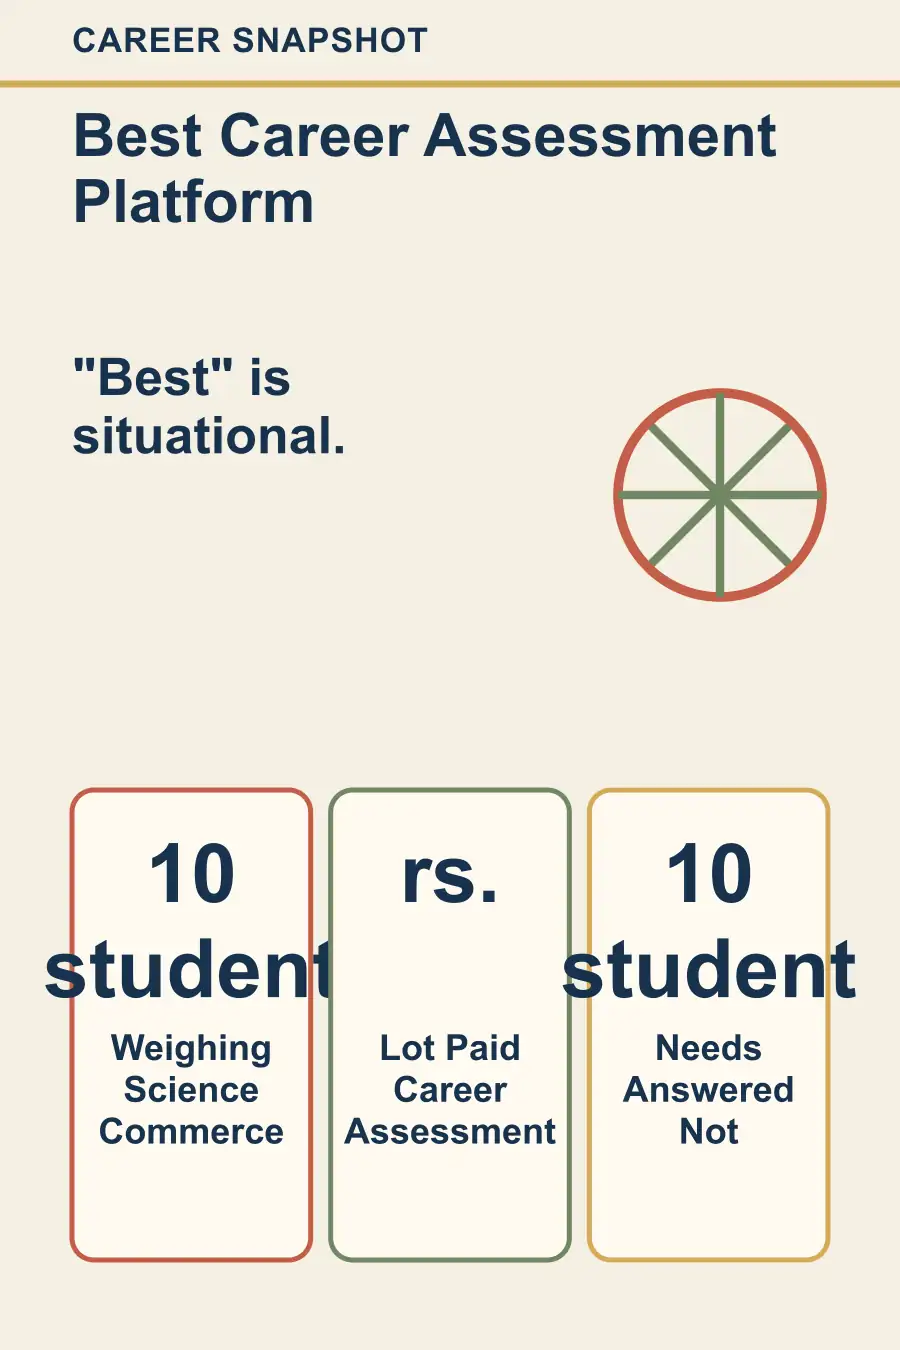 CAREER SNAPSHOT
Best Career Assessment
Platform
"Best" is
situational.
10
student
Weighing
Science
Commerce
rs.
Lot Paid
Career
Assessment
10
student
Needs
Answered
Not